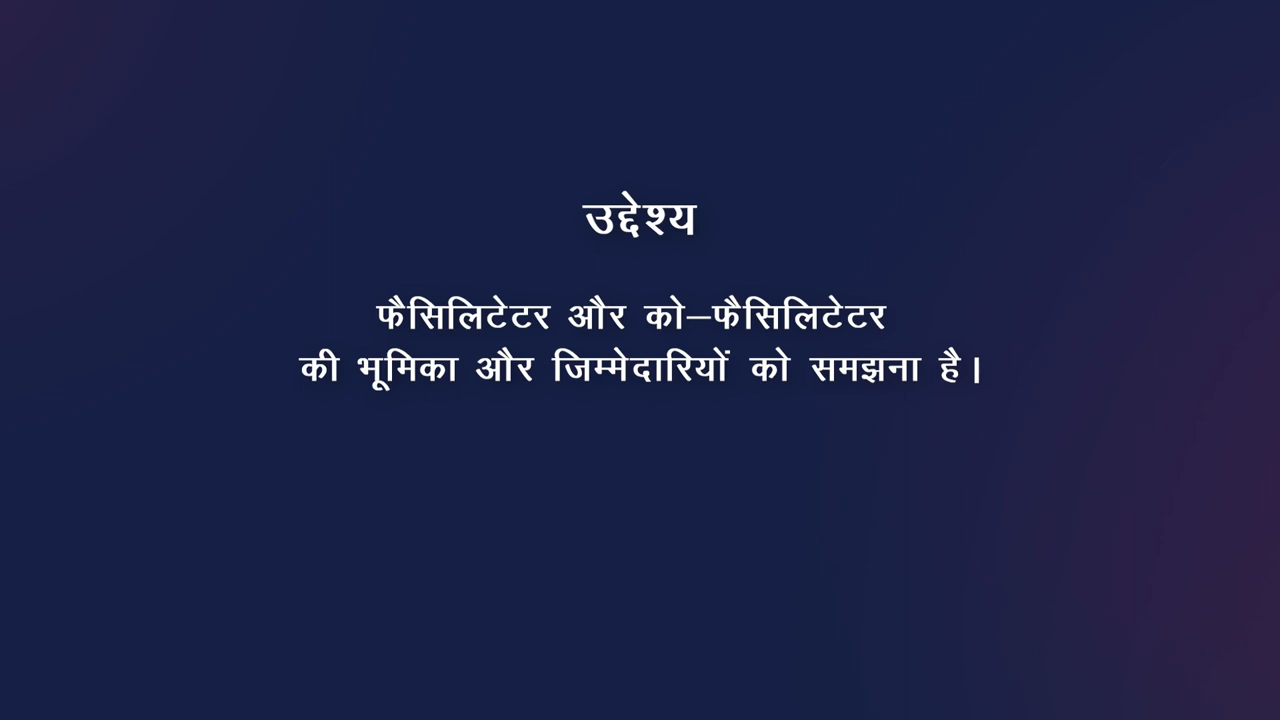 उद्देश्य
फैसिलिटेटर और को–फैसिलिटेटर
की भूमिका और जिम्मेदारियों को समझना है।